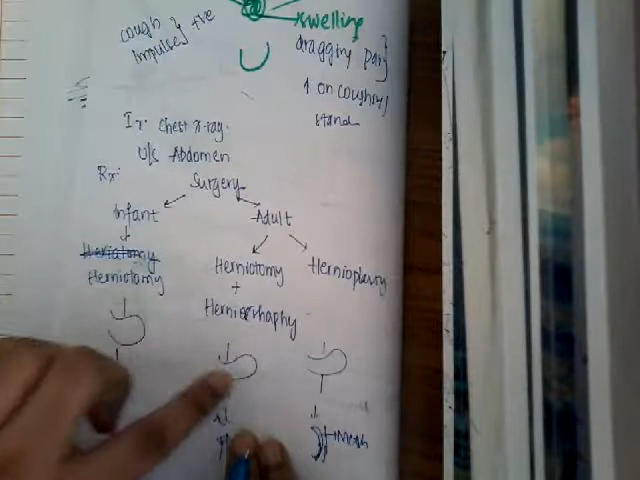 swelling
cough
Impulse} +ve
dragging pain}
↑ on coughing/
stand
Ix: Chest x-ray.
U/S Abdomen
Rx:
Surgery
Infant
Adult
Herniotomy
Herniotomy
+
Herniorrhaphy
Hernioplasty
+Mesh